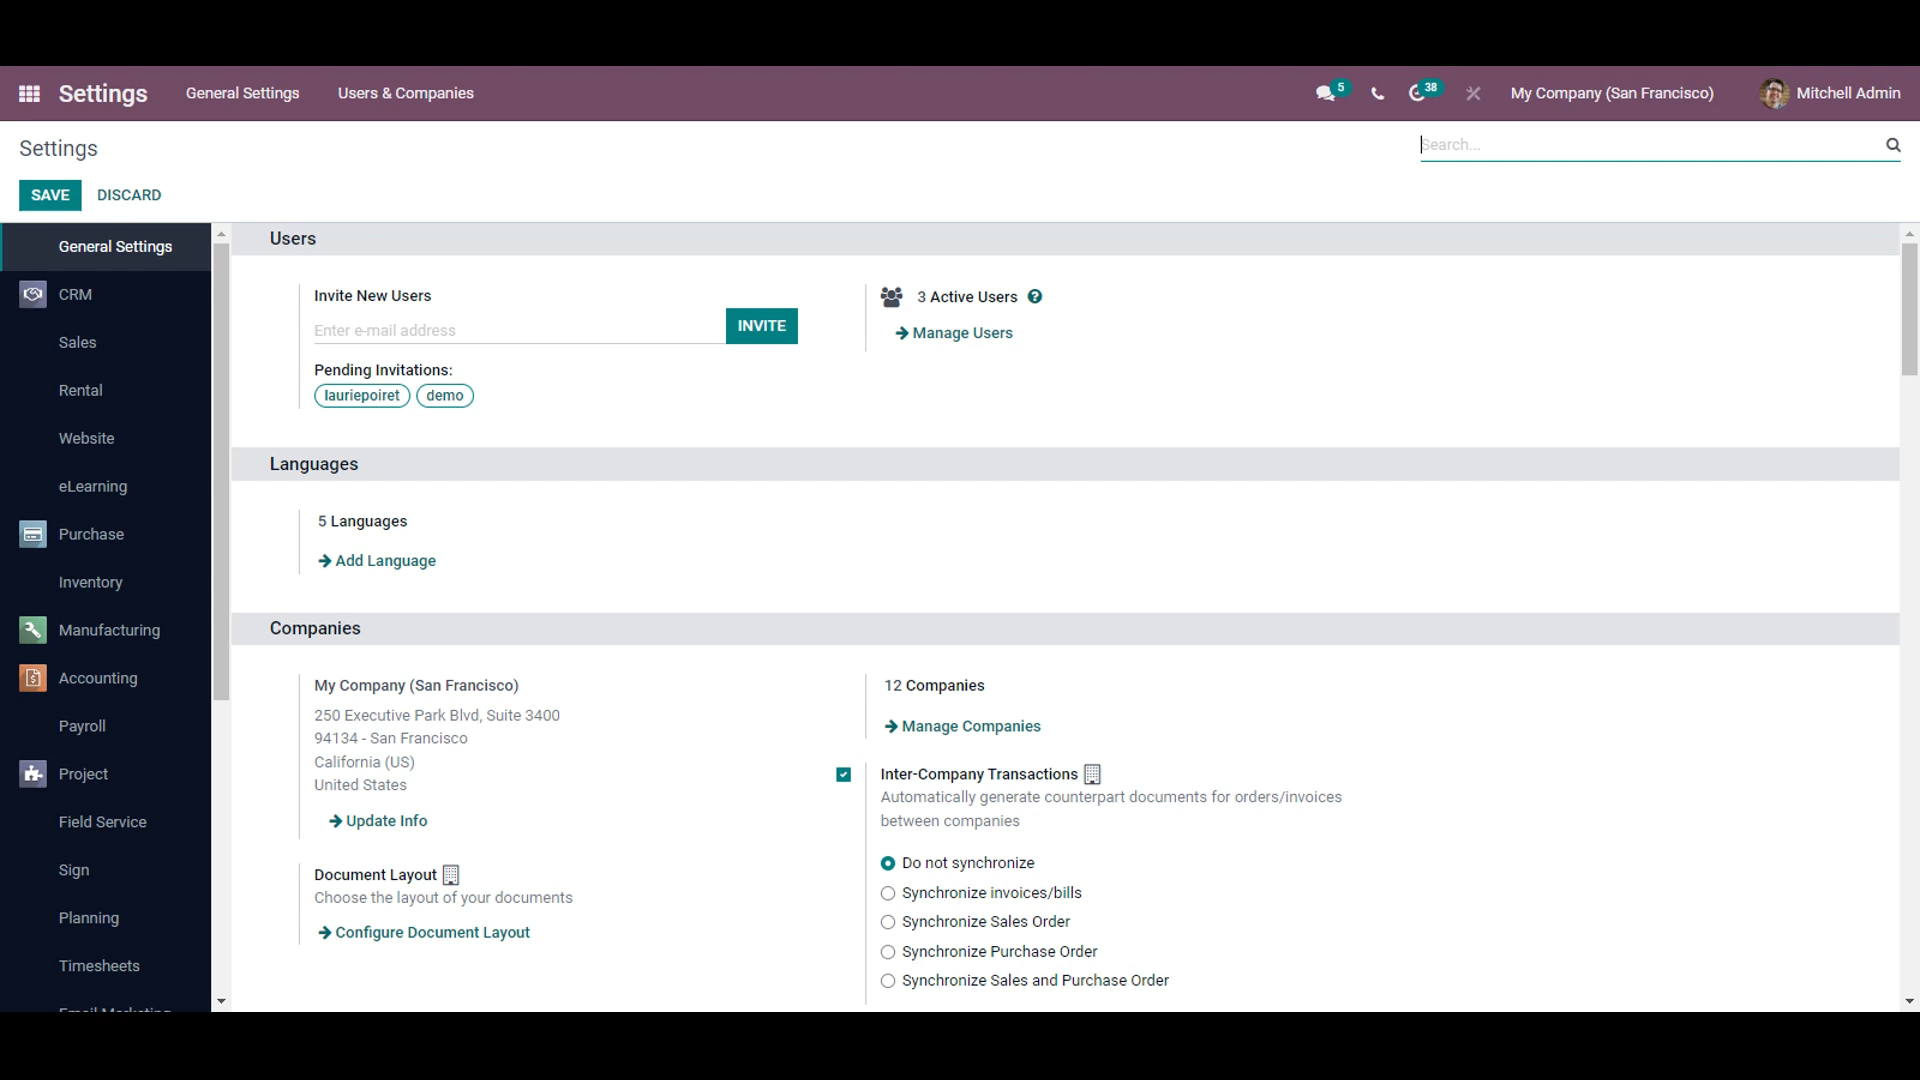 Settings
General Settings
Users & Companies
5
38
My Company (San Francisco)
Mitchell Admin
Settings
Search...
SAVE
DISCARD
General Settings
CRM
Sales
Rental
Website
eLearning
Purchase
Inventory
Manufacturing
Accounting
Payroll
Project
Field Service
Sign
Planning
Timesheets
Email Marketing
Users
Invite New Users
Enter e-mail address
INVITE
Pending Invitations:
lauriepoiret
demo
3 Active Users
Manage Users
Languages
5 Languages
Add Language
Companies
My Company (San Francisco)
250 Executive Park Blvd, Suite 3400
94134 - San Francisco
California (US)
United States
Update Info
Document Layout
Choose the layout of your documents
Configure Document Layout
12 Companies
Manage Companies
Inter-Company Transactions
Automatically generate counterpart documents for orders/invoices
between companies
Do not synchronize
Synchronize invoices/bills
Synchronize Sales Order
Synchronize Purchase Order
Synchronize Sales and Purchase Order